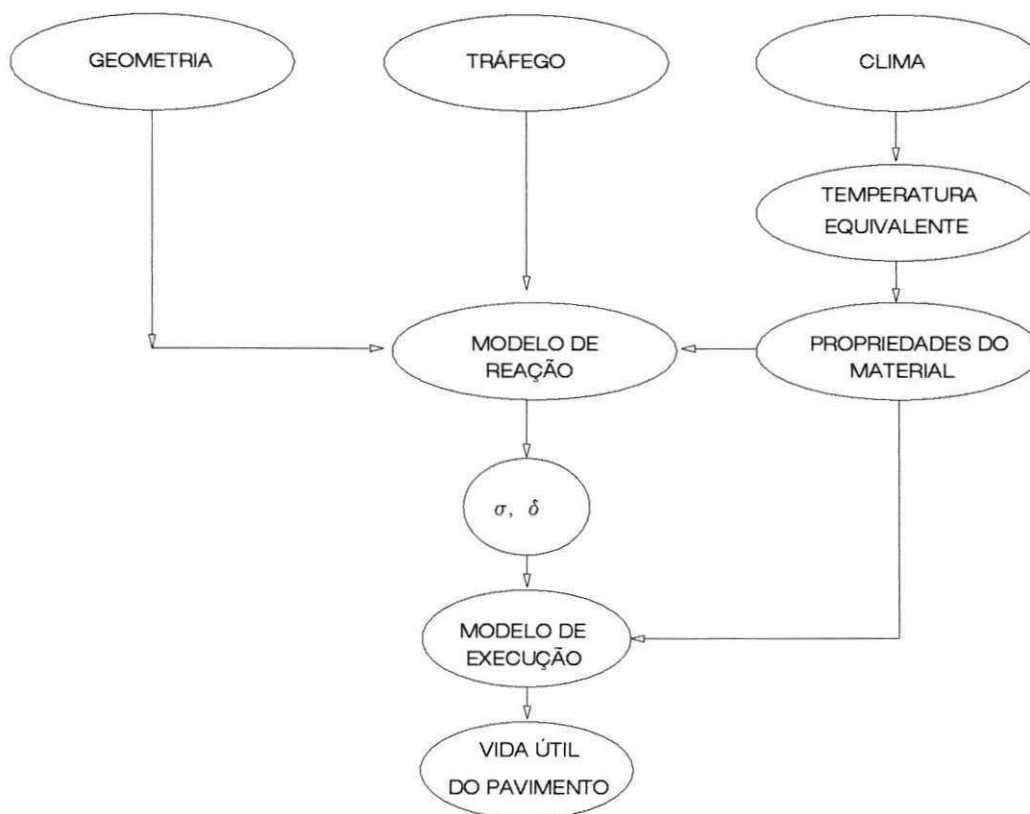 GEOMETRIA
TRÁFEGO
CLIMA
TEMPERATURA
EQUIVALENTE
MODELO DE
REAÇÃO
PROPRIEDADES DO
MATERIAL
σ, δ
MODELO DE
EXECUÇÃO
VIDA ÚTIL
DO PAVIMENTO